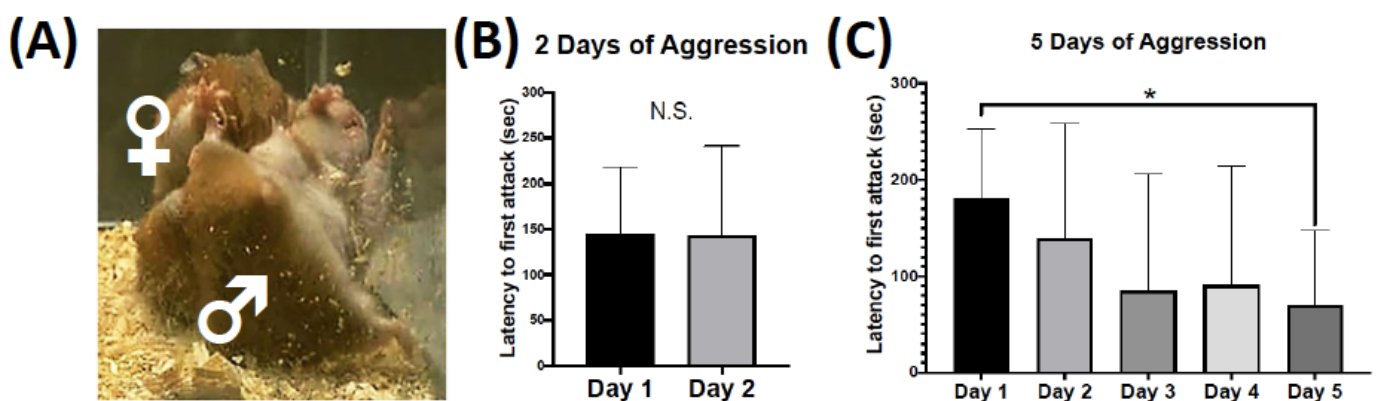 (A)
♀
♂
(B)
2 Days of Aggression
Latency to first attack (sec)
300
250
200
150
100
50
0
N.S.
Day 1 Day 2
(C)
5 Days of Aggression
Latency to first attack (sec)
300
200
100
0
*
Day 1 Day 2 Day 3 Day 4 Day 5